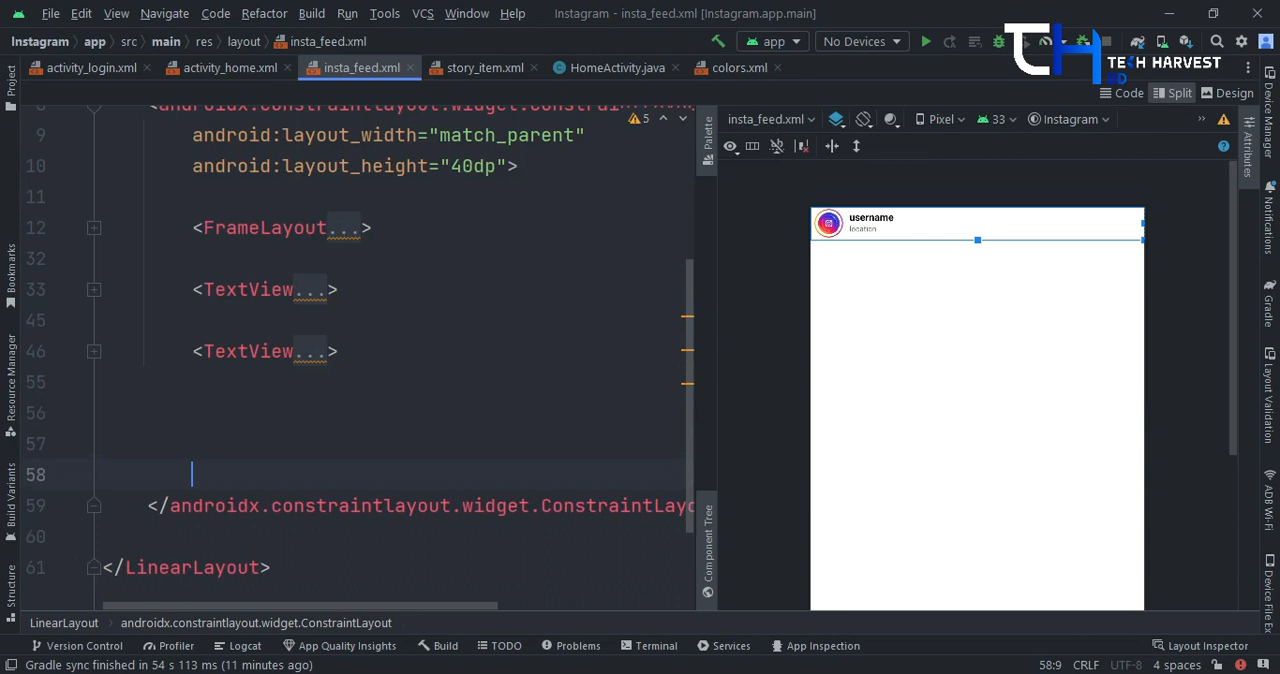 File Edit View Navigate Code Refactor Build Run Tools VCS Window Help Instagram - insta_feed.xml [Instagram.app.main]
Instagram app src main res layout insta_feed.xml app No Devices
TECH HARVEST
activity_login.xml activity_home.xml insta_feed.xml story_item.xml HomeActivity.java colors.xml
Code Split Design
Project
Bookmarks
Resource Manager
Build Variants
Structure
9 android:layout_width="match_parent"
10 android:layout_height="40dp">
11
12 <FrameLayout...>
32
33 <TextView...>
45
46 <TextView...>
55
56
57
58
59 </androidx.constraintlayout.widget.ConstraintLayo
60
61 </LinearLayout>
5
Palette
Component Tree
insta_feed.xml Pixel 33 Instagram
username
location
Attributes
Device Manager
Notifications
Gradle
Layout Validation
ADB Wi-Fi
Device File Ex
LinearLayout androidx.constraintlayout.widget.ConstraintLayout
Version Control Profiler Logcat App Quality Insights Build TODO Problems Terminal Services App Inspection Layout Inspector
Gradle sync finished in 54 s 113 ms (11 minutes ago) 58:9 CRLF UTF-8 4 spaces